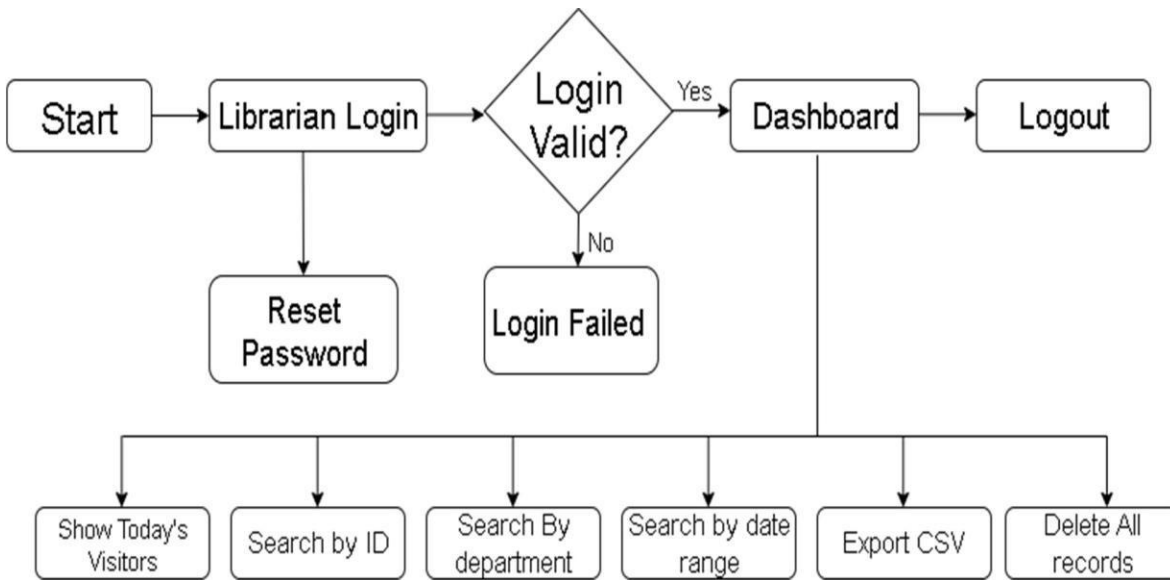 Start
Librarian Login
Login
Valid?
Yes
Dashboard
Logout
No
Reset
Password
Login Failed
Show Today's
Visitors
Search by ID
Search By
department
Search by date
range
Export CSV
Delete All
records